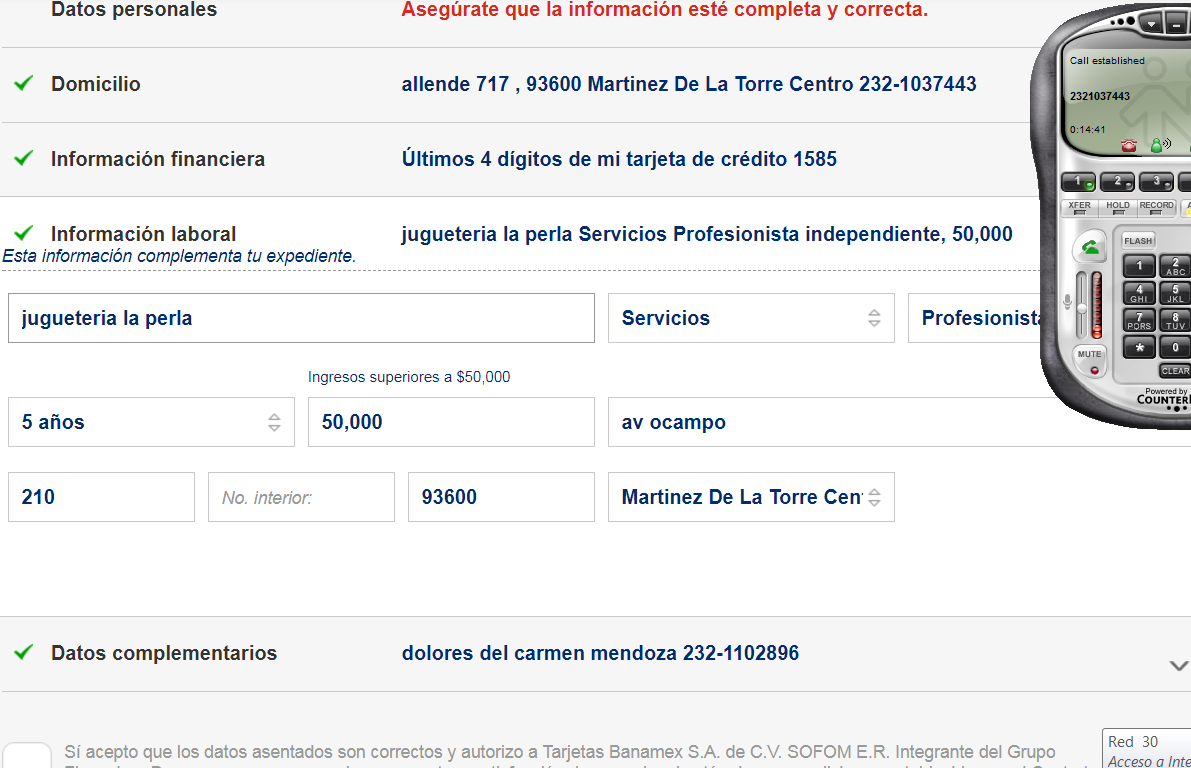 Datos personales
Asegúrate que la información esté completa y correcta.
Domicilio
allende 717 , 93600 Martinez De La Torre Centro 232-1037443
Información financiera
Últimos 4 dígitos de mi tarjeta de crédito 1585
Información laboral
jugueteria la perla Servicios Profesionista independiente, 50,000
Esta información complementa tu expediente.
jugueteria la perla
Servicios
Profesionista
Ingresos superiores a $50,000
5 años
50,000
av ocampo
210
No. interior:
93600
Martinez De La Torre Cen
Datos complementarios
dolores del carmen mendoza 232-1102896
Sí acepto que los datos asentados son correctos y autorizo a Tarjetas Banamex S.A. de C.V. SOFOM E.R. Integrante del Grupo
Red 30
Acceso a Inte
Call established
2321037443
0:14:41
1 2 3
XFER HOLD RECORD
FLASH
1 2 ABC
4 GHI 5 JKL
7 PORS 8 TUV
* 0
MUTE
CLEAR
Powered by
COUNTER